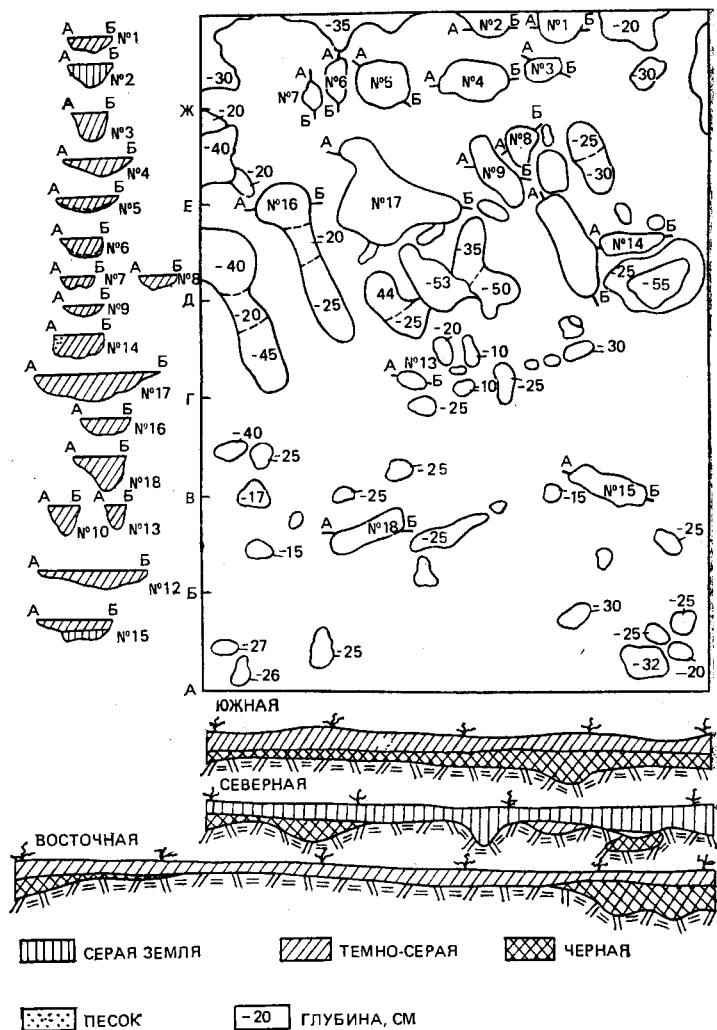 А Б №1
А Б №2
А Б №3
А Б №4
А Б №5
А Б №6
А Б №7
А Б №8
А Б №9
А Б №14
А Б №17
А Б №16
А Б №18
А Б №10
А Б №13
А Б №12
А Б №15
Ж
Е
Д
Г
В
Б
А
-35 А №2 Б А №1 Б -20
-30 А №6 Б А №5 Б А №4 Б А №3 Б -30
А №7 Б
-20
-40 А Б №8 -25
-20 А №9 Б А -30
А №16 Б А №17 Б
-20 -35 А №14 Б
-40 -53 -50 -25 -55
44 Б
-20 -25 -25
-45 -20 -10 -30
А №13 Б -10 -25
-25
-40
-25 -25 А
-17 -25 -15 №15 Б
А №18 Б -25 -25
-15
-30 -25
-25
-27 -25 -32 -20
-26
ЮЖНАЯ
СЕВЕРНАЯ
ВОСТОЧНАЯ
СЕРАЯ ЗЕМЛЯ ТЕМНО-СЕРАЯ ЧЕРНАЯ
ПЕСОК -20 ГЛУБИНА, СМ